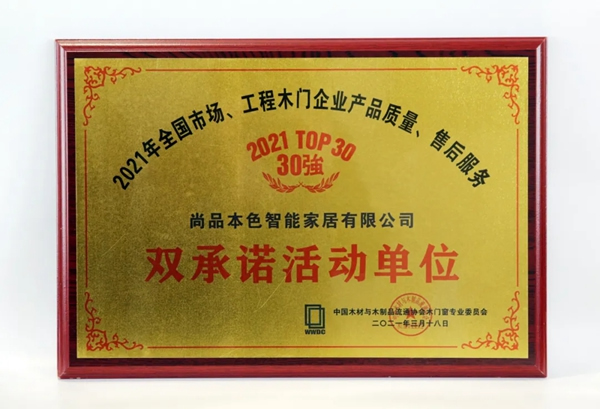 2021年全国市场、工程木门企业产品质量、售后服务
2021 TOP 30
30強
尚品本色智能家居有限公司
双承诺活动单位
WWDC
中国木材与木制品流通协会木门窗专业委员会
二〇二一年三月十八日